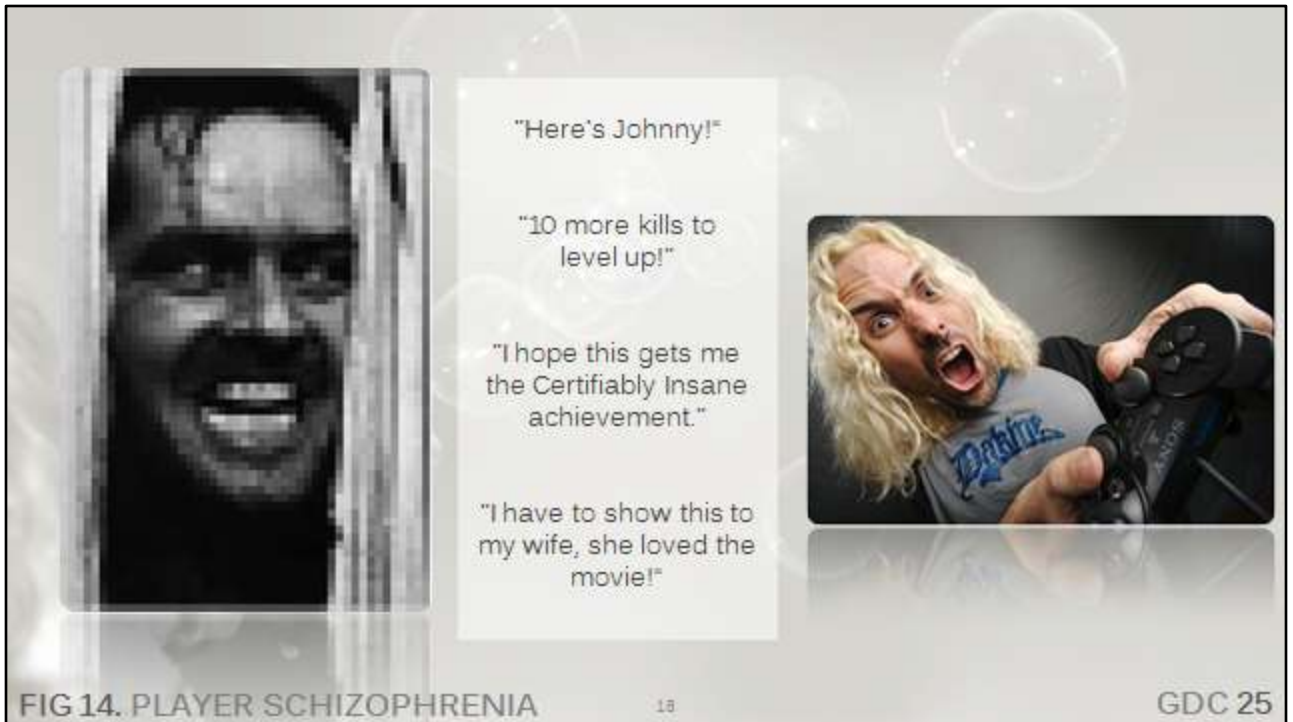 "Here's Johnny!"
"10 more kills to
level up!"
"I hope this gets me
the Certifiably Insane
achievement."
"I have to show this to
my wife, she loved the
movie!"
Dakine
SONY
FIG 14. PLAYER SCHIZOPHRENIA
18
GDC 25